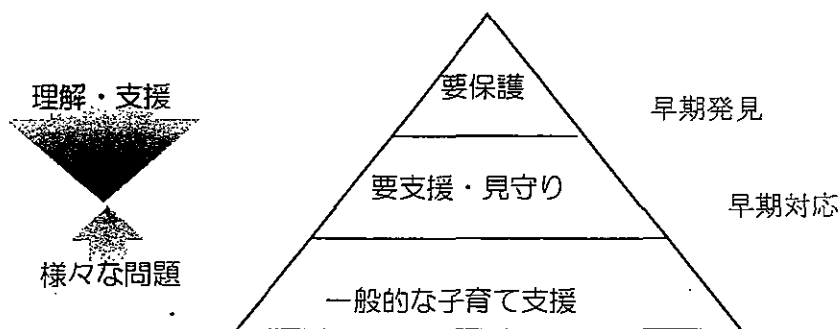 理解・支援
様々な問題
要保護
要支援・見守り
一般的な子育て支援
早期発見
早期対応